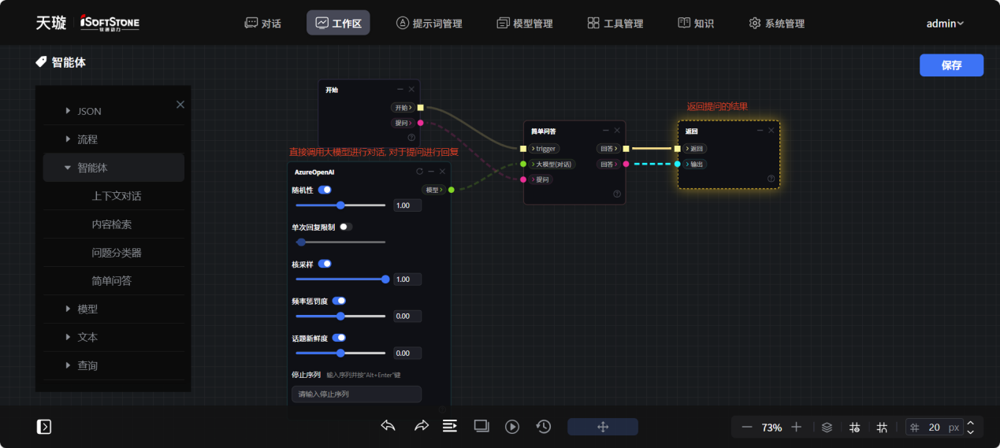 天璇 iSOFTSTONE 软通动力
对话 工作区 提示词管理 模型管理 工具管理 知识 系统管理 admin
智能体
保存
JSON
流程
智能体
上下文对话
内容检索
问题分类器
简单问答
模型
文本
查询
开始
开始
提问
直接调用大模型进行对话, 对于提问进行回复
AzureOpenAI
模型
随机性
1.00
单次回复限制
核采样
1.00
频率惩罚度
0.00
话题新鲜度
0.00
停止序列 输入序列并按"Alt+Enter"键
请输入停止序列
简单问答
trigger 回答
大模型(对话) 回答
提问
返回提问的结果
返回
返回
输出
73%
20 px